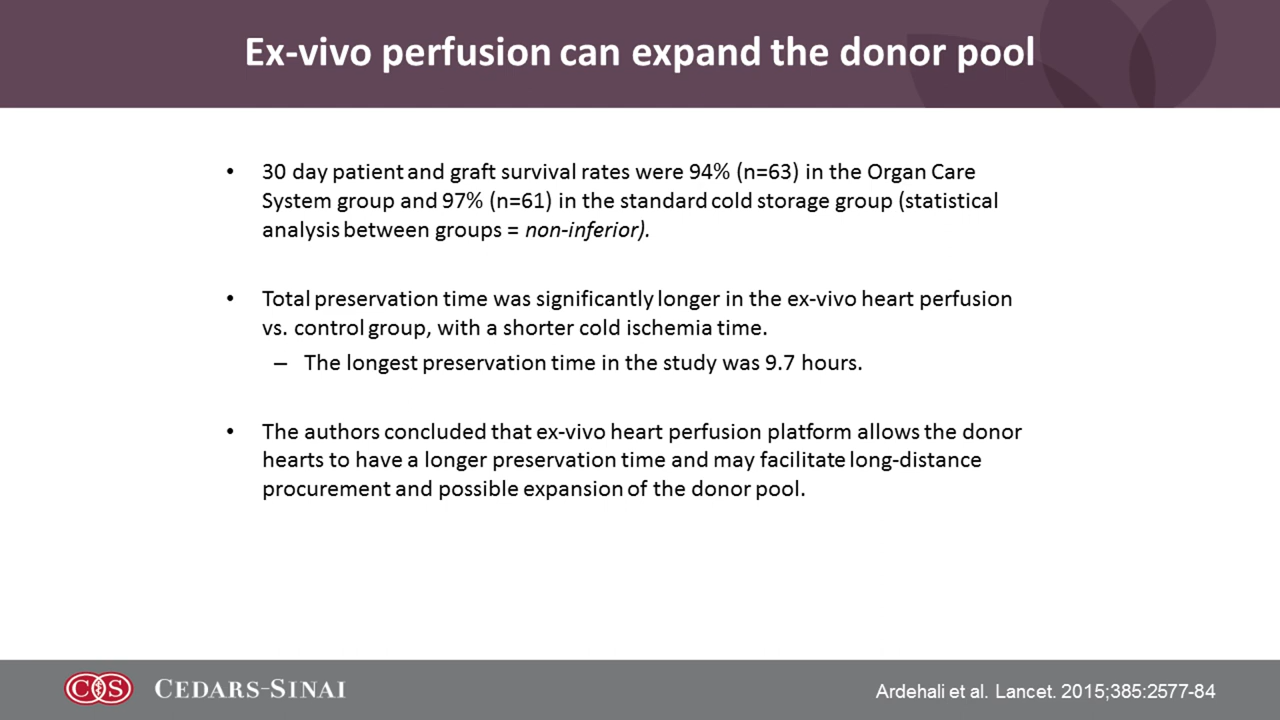 Ex-vivo perfusion can expand the donor pool
• 30 day patient and graft survival rates were 94% (n=63) in the Organ Care
System group and 97% (n=61) in the standard cold storage group (statistical
analysis between groups = non-inferior).
• Total preservation time was significantly longer in the ex-vivo heart perfusion
vs. control group, with a shorter cold ischemia time.
– The longest preservation time in the study was 9.7 hours.
• The authors concluded that ex-vivo heart perfusion platform allows the donor
hearts to have a longer preservation time and may facilitate long-distance
procurement and possible expansion of the donor pool.
CEDARS-SINAI
Ardehali et al. Lancet. 2015;385:2577-84